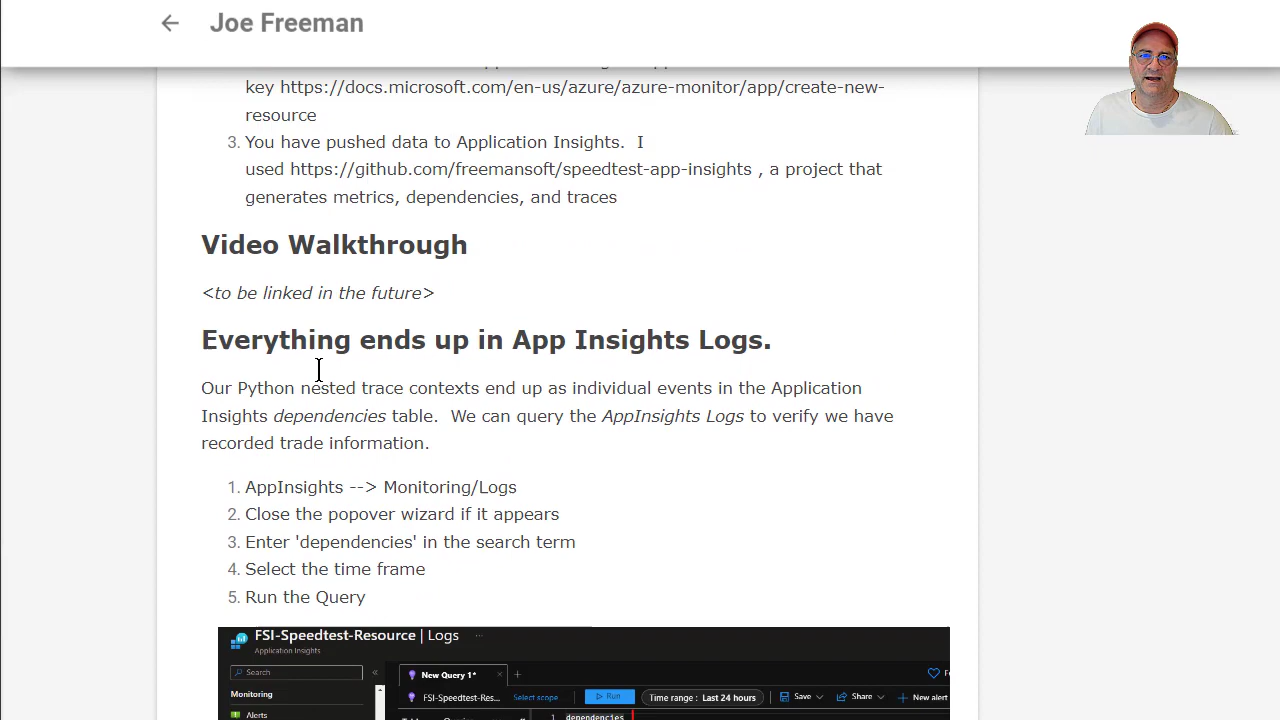 Joe Freeman
key https://docs.microsoft.com/en-us/azure/azure-monitor/app/create-new-
resource
3. You have pushed data to Application Insights.  I
used https://github.com/freemansoft/speedtest-app-insights , a project that
generates metrics, dependencies, and traces
Video Walkthrough
<to be linked in the future>
Everything ends up in App Insights Logs.
Our Python nested trace contexts end up as individual events in the Application
Insights dependencies table.  We can query the AppInsights Logs to verify we have
recorded trade information.
1. AppInsights --> Monitoring/Logs
2. Close the popover wizard if it appears
3. Enter 'dependencies' in the search term
4. Select the time frame
5. Run the Query
FSI-Speedtest-Resource | Logs ...
Application Insights
Search «
New Query 1* × +
Monitoring
FSI-Speedtest-Res... Select scope Run Time range : Last 24 hours Save Share New alert
Alerts
1 dependencies